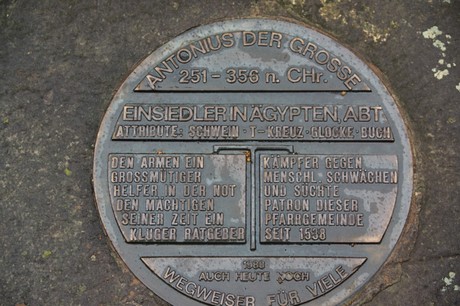 ANTONIUS DER GROSSE
251 - 356 n. CHr.
EINSIEDLER IN ÄGYPTEN, ABT
ATTRIBUTE: SCHWEIN - T - KREUZ - GLOCKE - BUCH
DEN ARMEN EIN
GROSSMÜTIGER
HELFER IN DER NOT
DEN MÄCHTIGEN
SEINER ZEIT EIN
KLUGER RATGEBER
KÄMPFER GEGEN
MENSCHL. SCHWÄCHEN
UND SÜCHTE
PATRON DIESER
PFARRGEMEINDE
SEIT 1538
1988
AUCH HEUTE NOCH
WEGWEISER FÜR VIELE